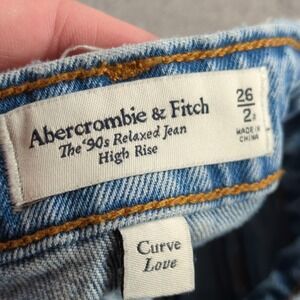 Abercrombie & Fitch
The '90s Relaxed Jean
High Rise
26
2R
MADE IN
CHINA
Curve
Love